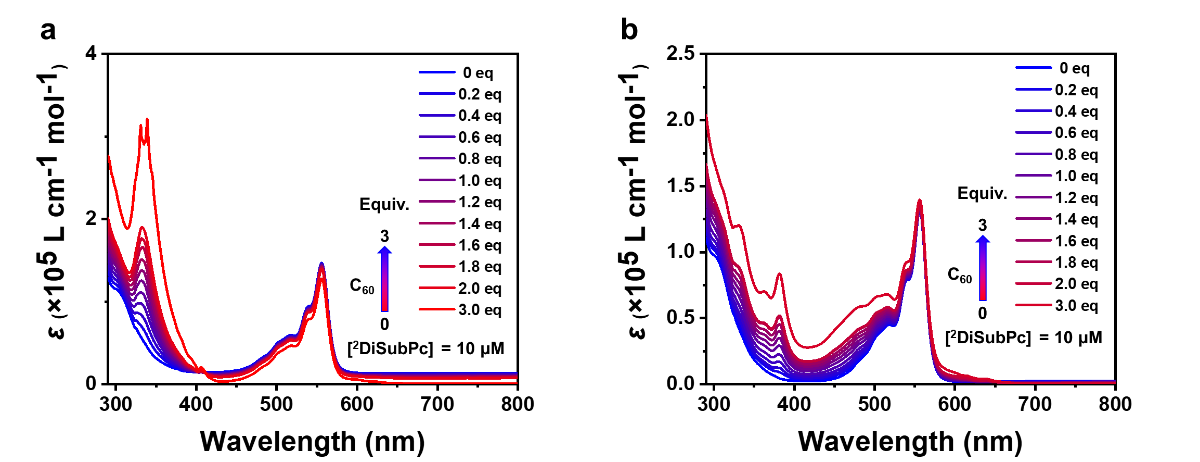 a
ε (×10⁵ L cm⁻¹ mol⁻¹)
4
2
0
300
400
500
600
700
800
Wavelength (nm)
0 eq
0.2 eq
0.4 eq
0.6 eq
0.8 eq
1.0 eq
1.2 eq
1.4 eq
1.6 eq
1.8 eq
2.0 eq
3.0 eq
Equiv.
3
C₆₀
0
[²DiSubPc] = 10 μM
b
ε (×10⁵ L cm⁻¹ mol⁻¹)
2.5
2.0
1.5
1.0
0.5
0.0
300
400
500
600
700
800
Wavelength (nm)
0 eq
0.2 eq
0.4 eq
0.6 eq
0.8 eq
1.0 eq
1.2 eq
1.4 eq
1.6 eq
1.8 eq
2.0 eq
3.0 eq
Equiv.
3
C₆₀
0
[²DiSubPc] = 10 μM